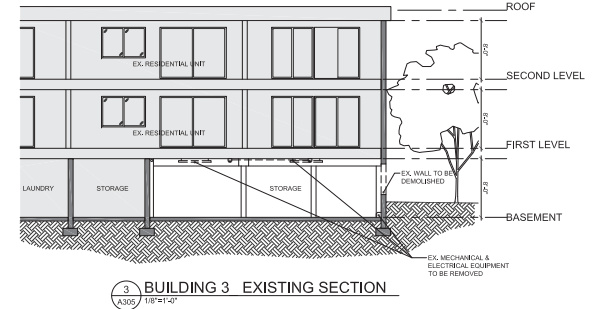 ROOF
EX. RESIDENTIAL UNIT
SECOND LEVEL
EX. RESIDENTIAL UNIT
FIRST LEVEL
EX. WALL TO BE
DEMOLISHED
LAUNDRY
STORAGE
STORAGE
BASEMENT
EX. MECHANICAL &
ELECTRICAL EQUIPMENT
TO BE REMOVED
3
A305
BUILDING 3 EXISTING SECTION
1/8"=1'-0"